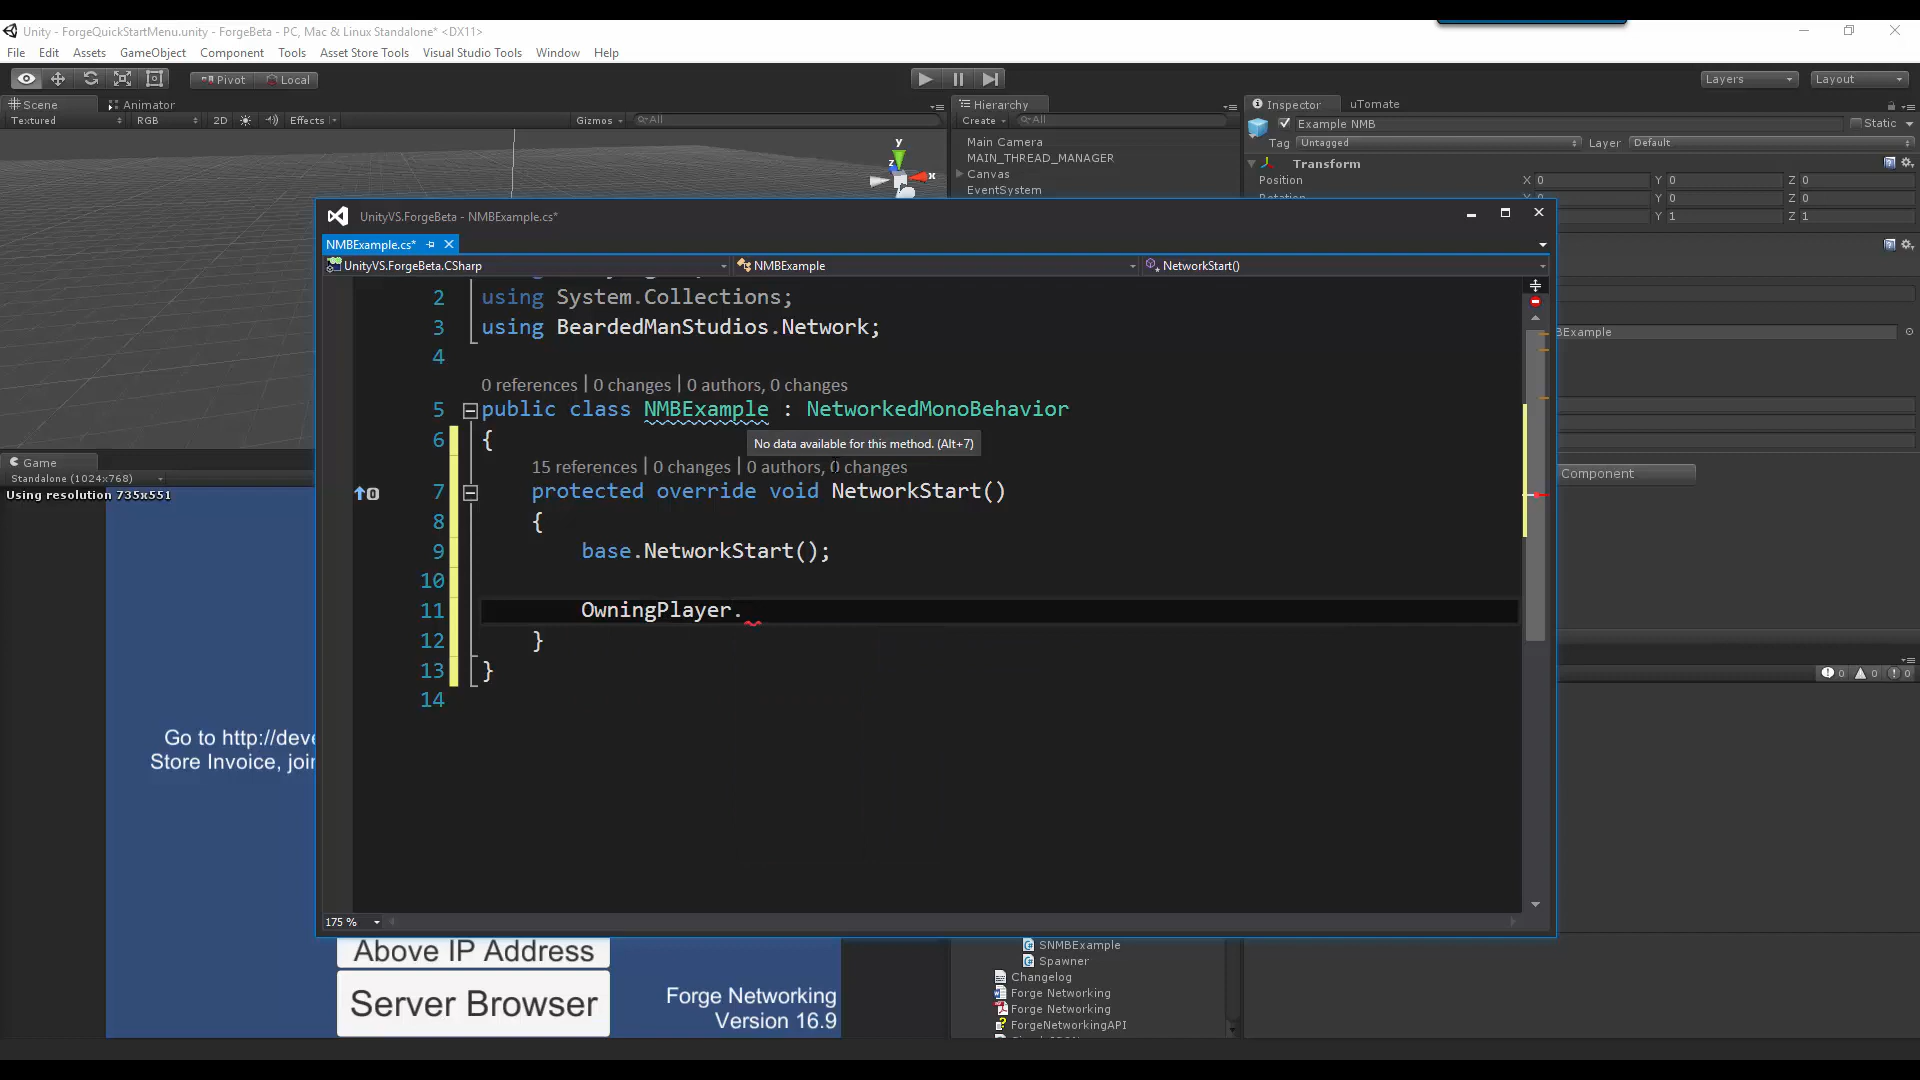 Unity - ForgeQuickStartMenu.unity - ForgeBeta - PC, Mac & Linux Standalone* <DX11>
File Edit Assets GameObject Component Tools Asset Store Tools Visual Studio Tools Window Help
Pivot Local Layers Layout
Scene Animator Hierarchy Inspector uTomate
Textured RGB 2D Effects Gizmos All Create All
Example NMB Static
Tag Untagged Layer Default
Main Camera
MAIN_THREAD_MANAGER
Canvas
EventSystem
Transform
Position X 0 Y 0 Z 0
X 0 Y 0 Z 0
Y 1 Z 1
UnityVS.ForgeBeta - NMBExample.cs*
NMBExample.cs*
UnityVS.ForgeBeta.CSharp NMBExample NetworkStart()
2 using System.Collections;
3 using BeardedManStudios.Network;
4
0 references | 0 changes | 0 authors, 0 changes
5 public class NMBExample : NetworkedMonoBehavior
6 {
No data available for this method. (Alt+7)
15 references | 0 changes | 0 authors, 0 changes
7 protected override void NetworkStart()
8 {
9 base.NetworkStart();
10
11 OwningPlayer.
12 }
13 }
14
175 %
BExample
Component
0 0 0
Game
Standalone (1024x768)
Using resolution 735x551
Go to http://deve
Store Invoice, join
Above IP Address
Server Browser
Forge Networking
Version 16.9
SNMBExample
Spawner
Changelog
Forge Networking
Forge Networking
ForgeNetworkingAPI